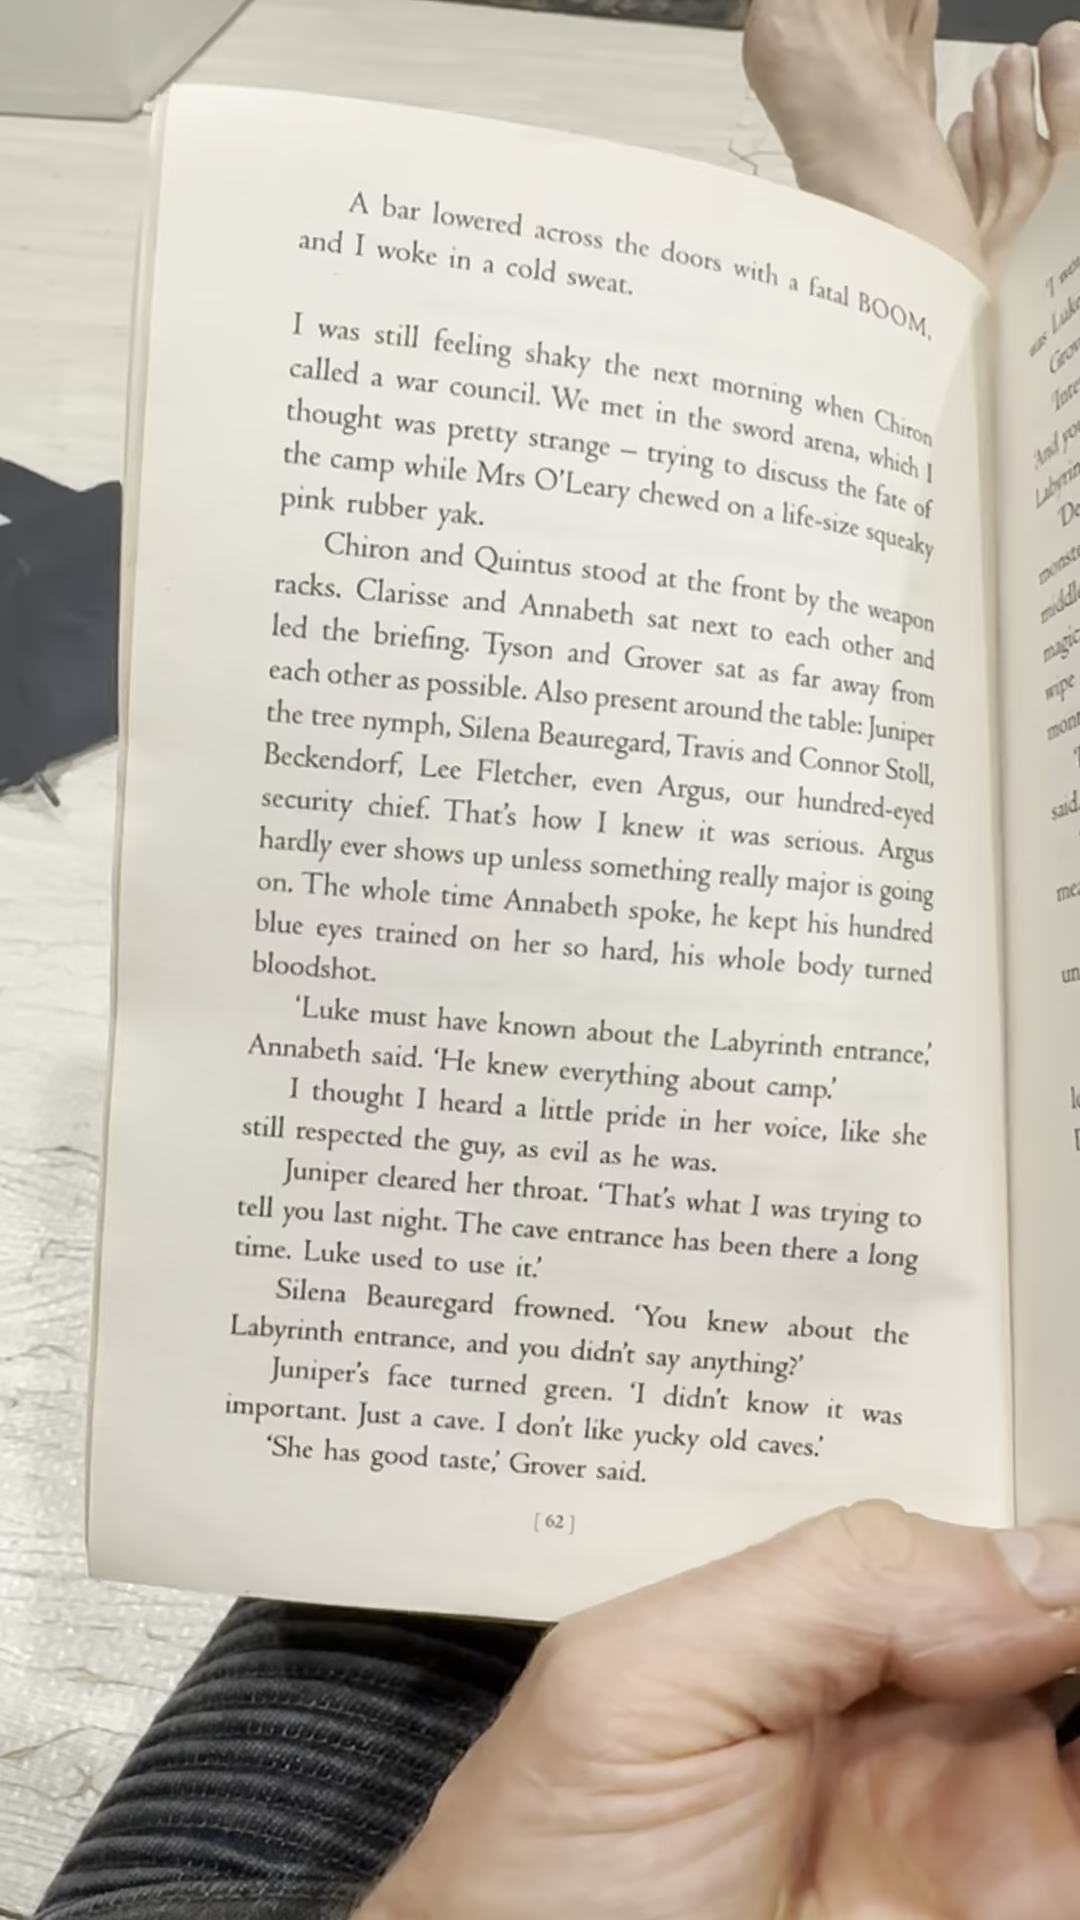 A bar lowered across the doors with a fatal BOOM,
and I woke in a cold sweat.
I was still feeling shaky the next morning when Chiron
called a war council. We met in the sword arena, which I
thought was pretty strange – trying to discuss the fate of
the camp while Mrs O'Leary chewed on a life-size squeaky
pink rubber yak.
Chiron and Quintus stood at the front by the weapon
racks. Clarisse and Annabeth sat next to each other and
led the briefing. Tyson and Grover sat as far away from
each other as possible. Also present around the table: Juniper
the tree nymph, Silena Beauregard, Travis and Connor Stoll,
Beckendorf, Lee Fletcher, even Argus, our hundred-eyed
security chief. That's how I knew it was serious. Argus
hardly ever shows up unless something really major is going
on. The whole time Annabeth spoke, he kept his hundred
blue eyes trained on her so hard, his whole body turned
bloodshot.
‘Luke must have known about the Labyrinth entrance,’
Annabeth said. ‘He knew everything about camp.’
I thought I heard a little pride in her voice, like she
still respected the guy, as evil as he was.
Juniper cleared her throat. ‘That's what I was trying to
tell you last night. The cave entrance has been there a long
time. Luke used to use it.’
Silena Beauregard frowned. ‘You knew about the
Labyrinth entrance, and you didn't say anything?’
Juniper's face turned green. ‘I didn't know it was
important. Just a cave. I don't like yucky old caves.’
‘She has good taste,’ Grover said.
[ 62 ]
‘I
was
‘And
wipe
said.